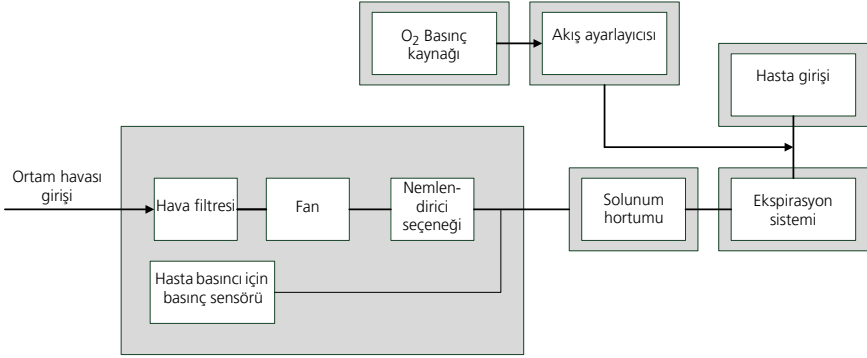 O2 Basınç
kaynağı
Akış ayarlayıcısı
Hasta girişi
Ortam havası
girişi
Hava filtresi
Fan
Nemlen-
dirici
seçeneği
Solunum
hortumu
Ekspirasyon
sistemi
Hasta basıncı için
basınç sensörü